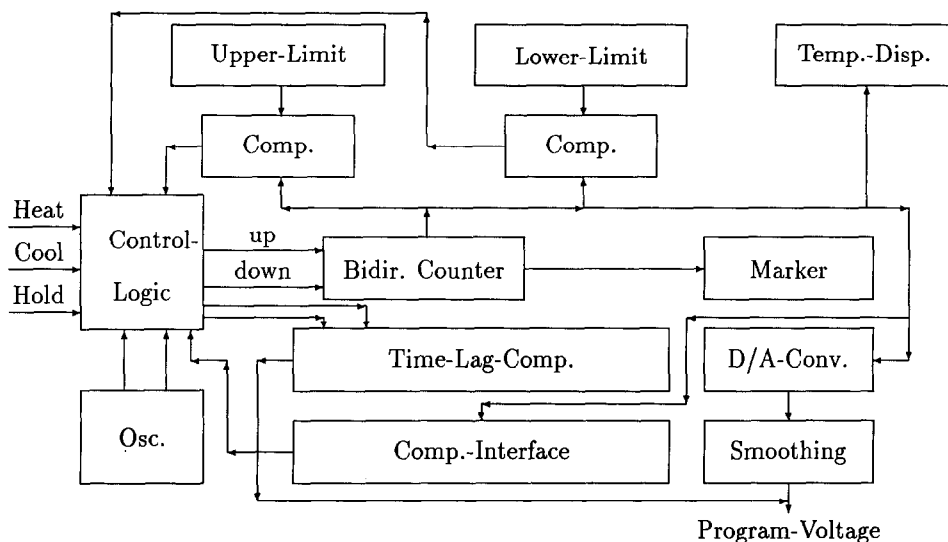 Upper-Limit
Lower-Limit
Temp.-Disp.
Comp.
Comp.
Heat
Cool
Hold
Control-
Logic
up
down
Bidir. Counter
Marker
Time-Lag-Comp.
D/A-Conv.
Osc.
Comp.-Interface
Smoothing
Program-Voltage